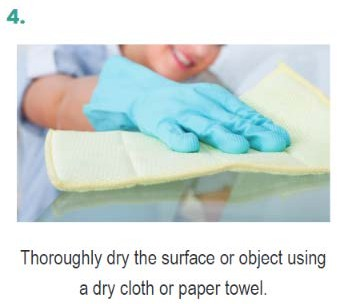 4.
Thoroughly dry the surface or object using
a dry cloth or paper towel.